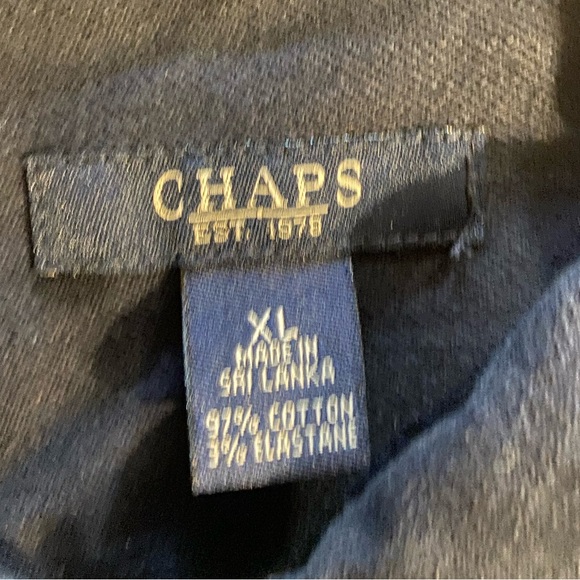 CHAPS
EST. 1978
XL
MADE IN
SRI LANKA
97% COTTON
3% ELASTANE